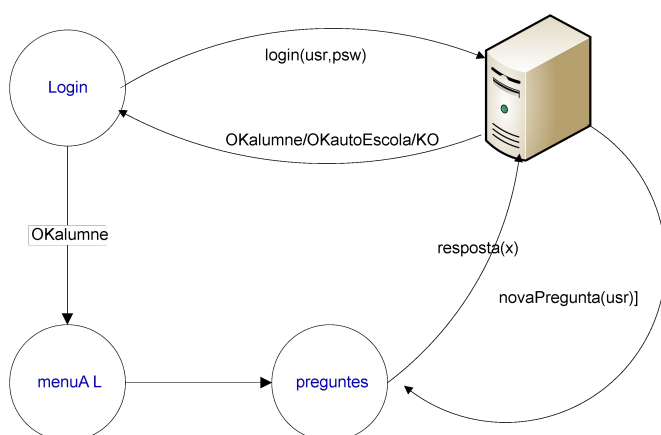 login(usr,psw)
Login
OKalumne/OKautoEscola/KO
OKalumne
resposta(x)
novaPregunta(usr)]
menuA L
preguntes